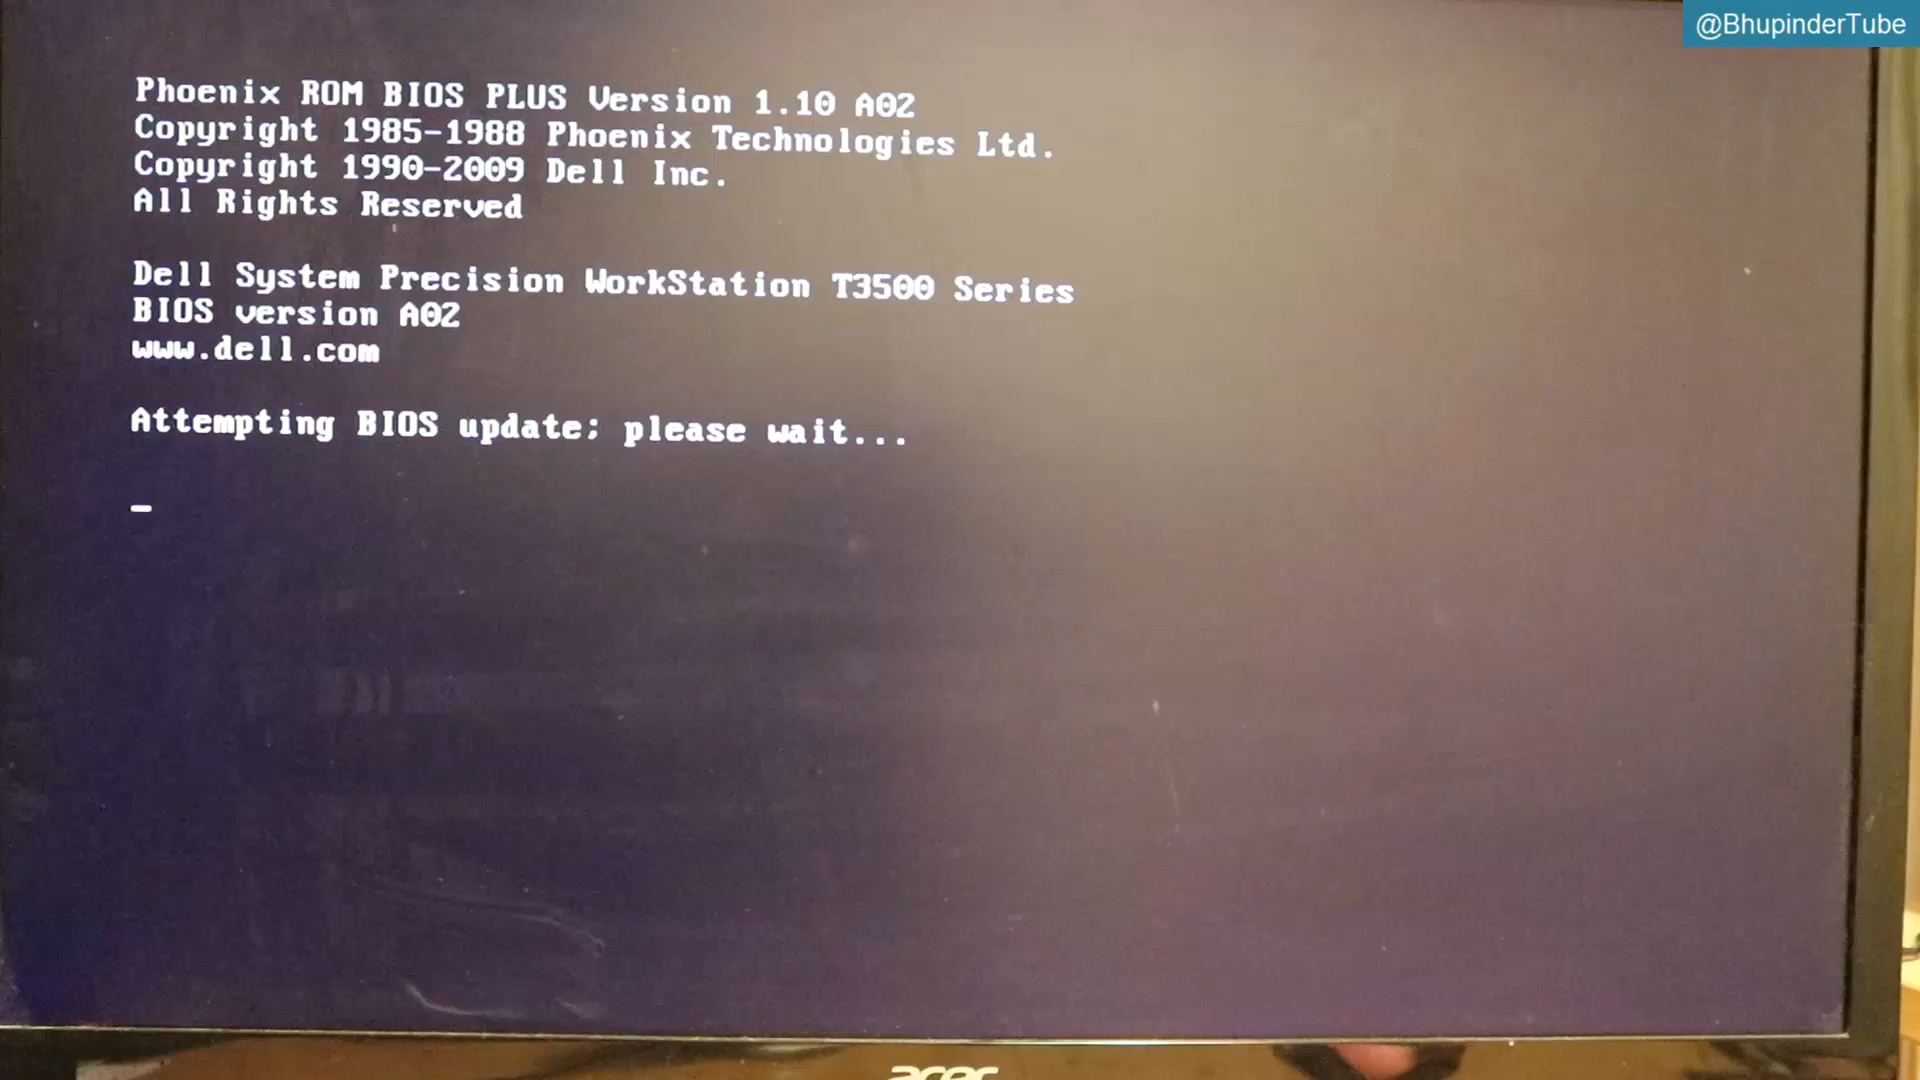 @BhupinderTube
Phoenix ROM BIOS PLUS Version 1.10 A02
Copyright 1985-1988 Phoenix Technologies Ltd.
Copyright 1990-2009 Dell Inc.
All Rights Reserved
Dell System Precision WorkStation T3500 Series
BIOS version A02
www.dell.com
Attempting BIOS update; please wait...
acer